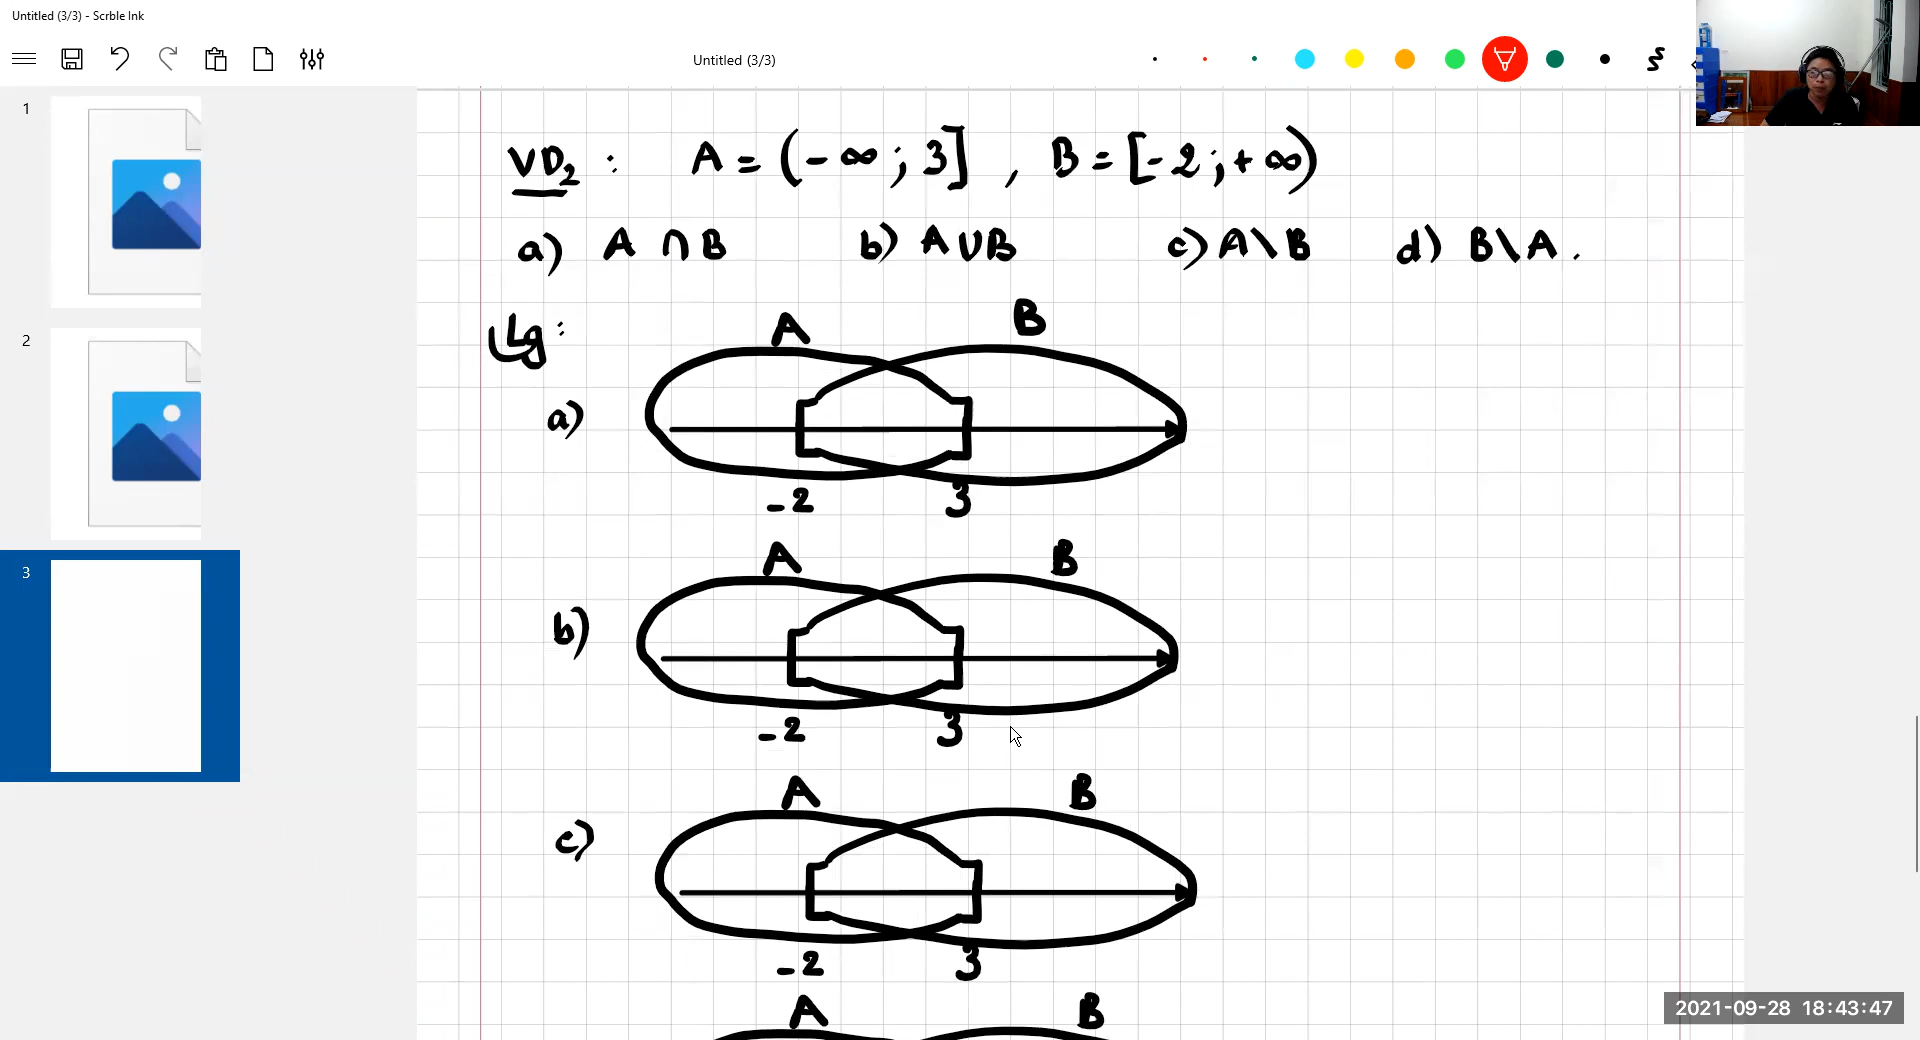 Untitled (3/3) - Scrble Ink
Untitled (3/3)
1
2
3
VD2 : A = (-∞ ; 3] , B = [-2 ; +∞)
a) A ∩ B b) A ∪ B c) A \ B d) B \ A .
Lg :
A B
a)
-2 3
A B
b)
-2 3
A B
c)
-2 3
A B
2021-09-28 18:43:47